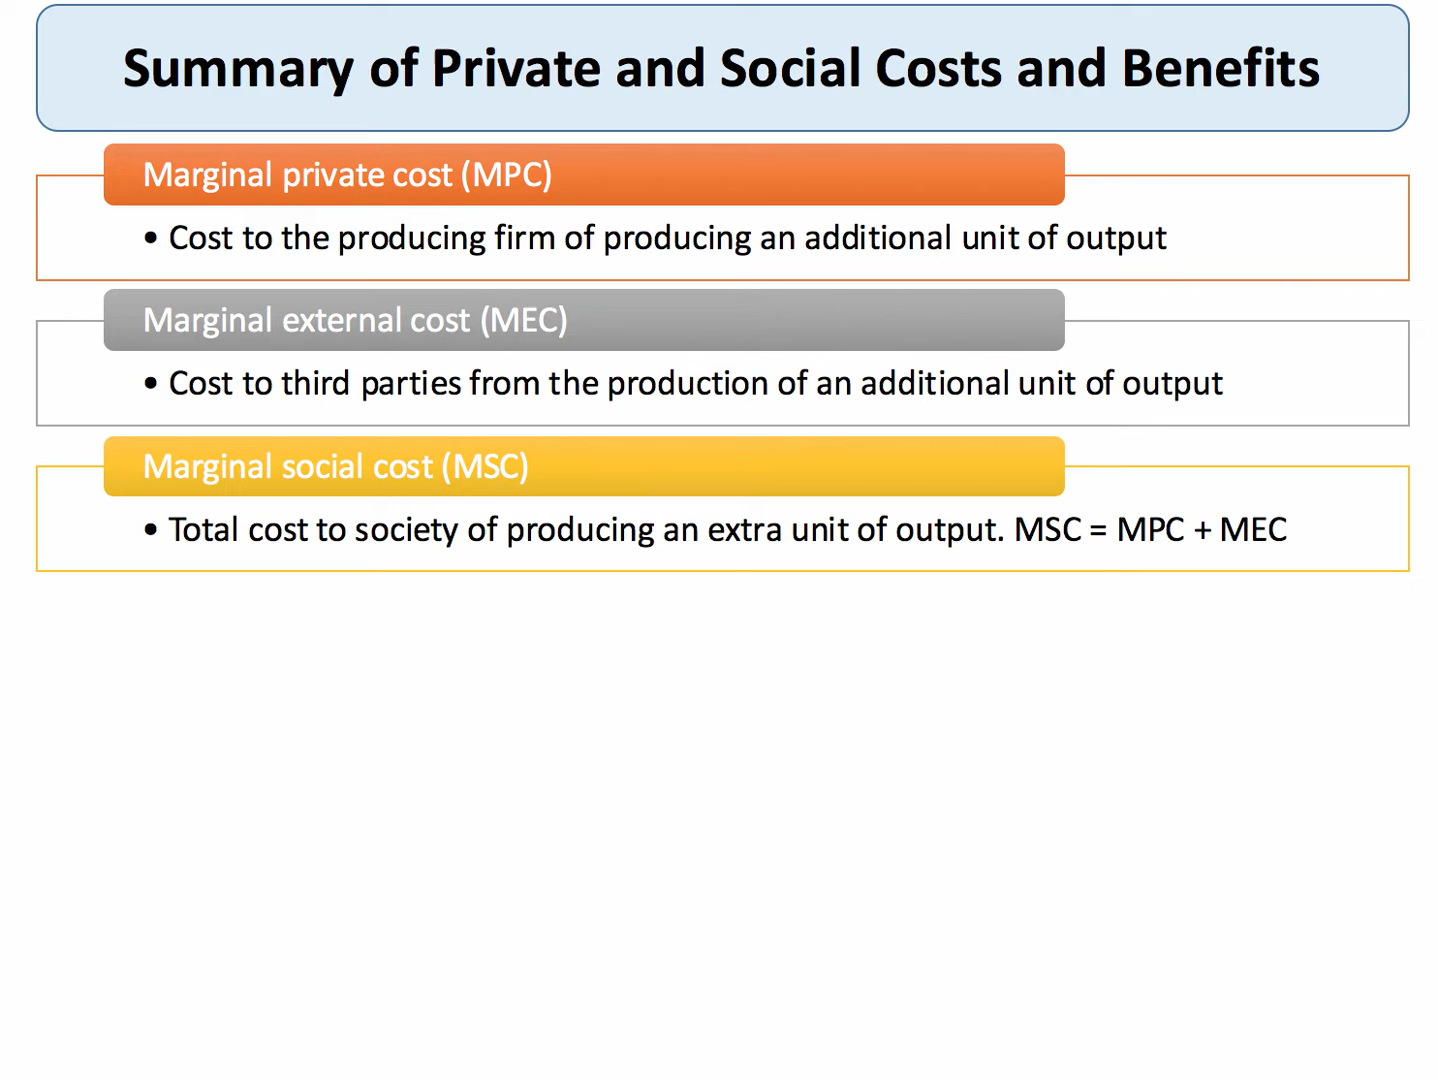 Summary of Private and Social Costs and Benefits
Marginal private cost (MPC)
• Cost to the producing firm of producing an additional unit of output
Marginal external cost (MEC)
• Cost to third parties from the production of an additional unit of output
Marginal social cost (MSC)
• Total cost to society of producing an extra unit of output. MSC = MPC + MEC